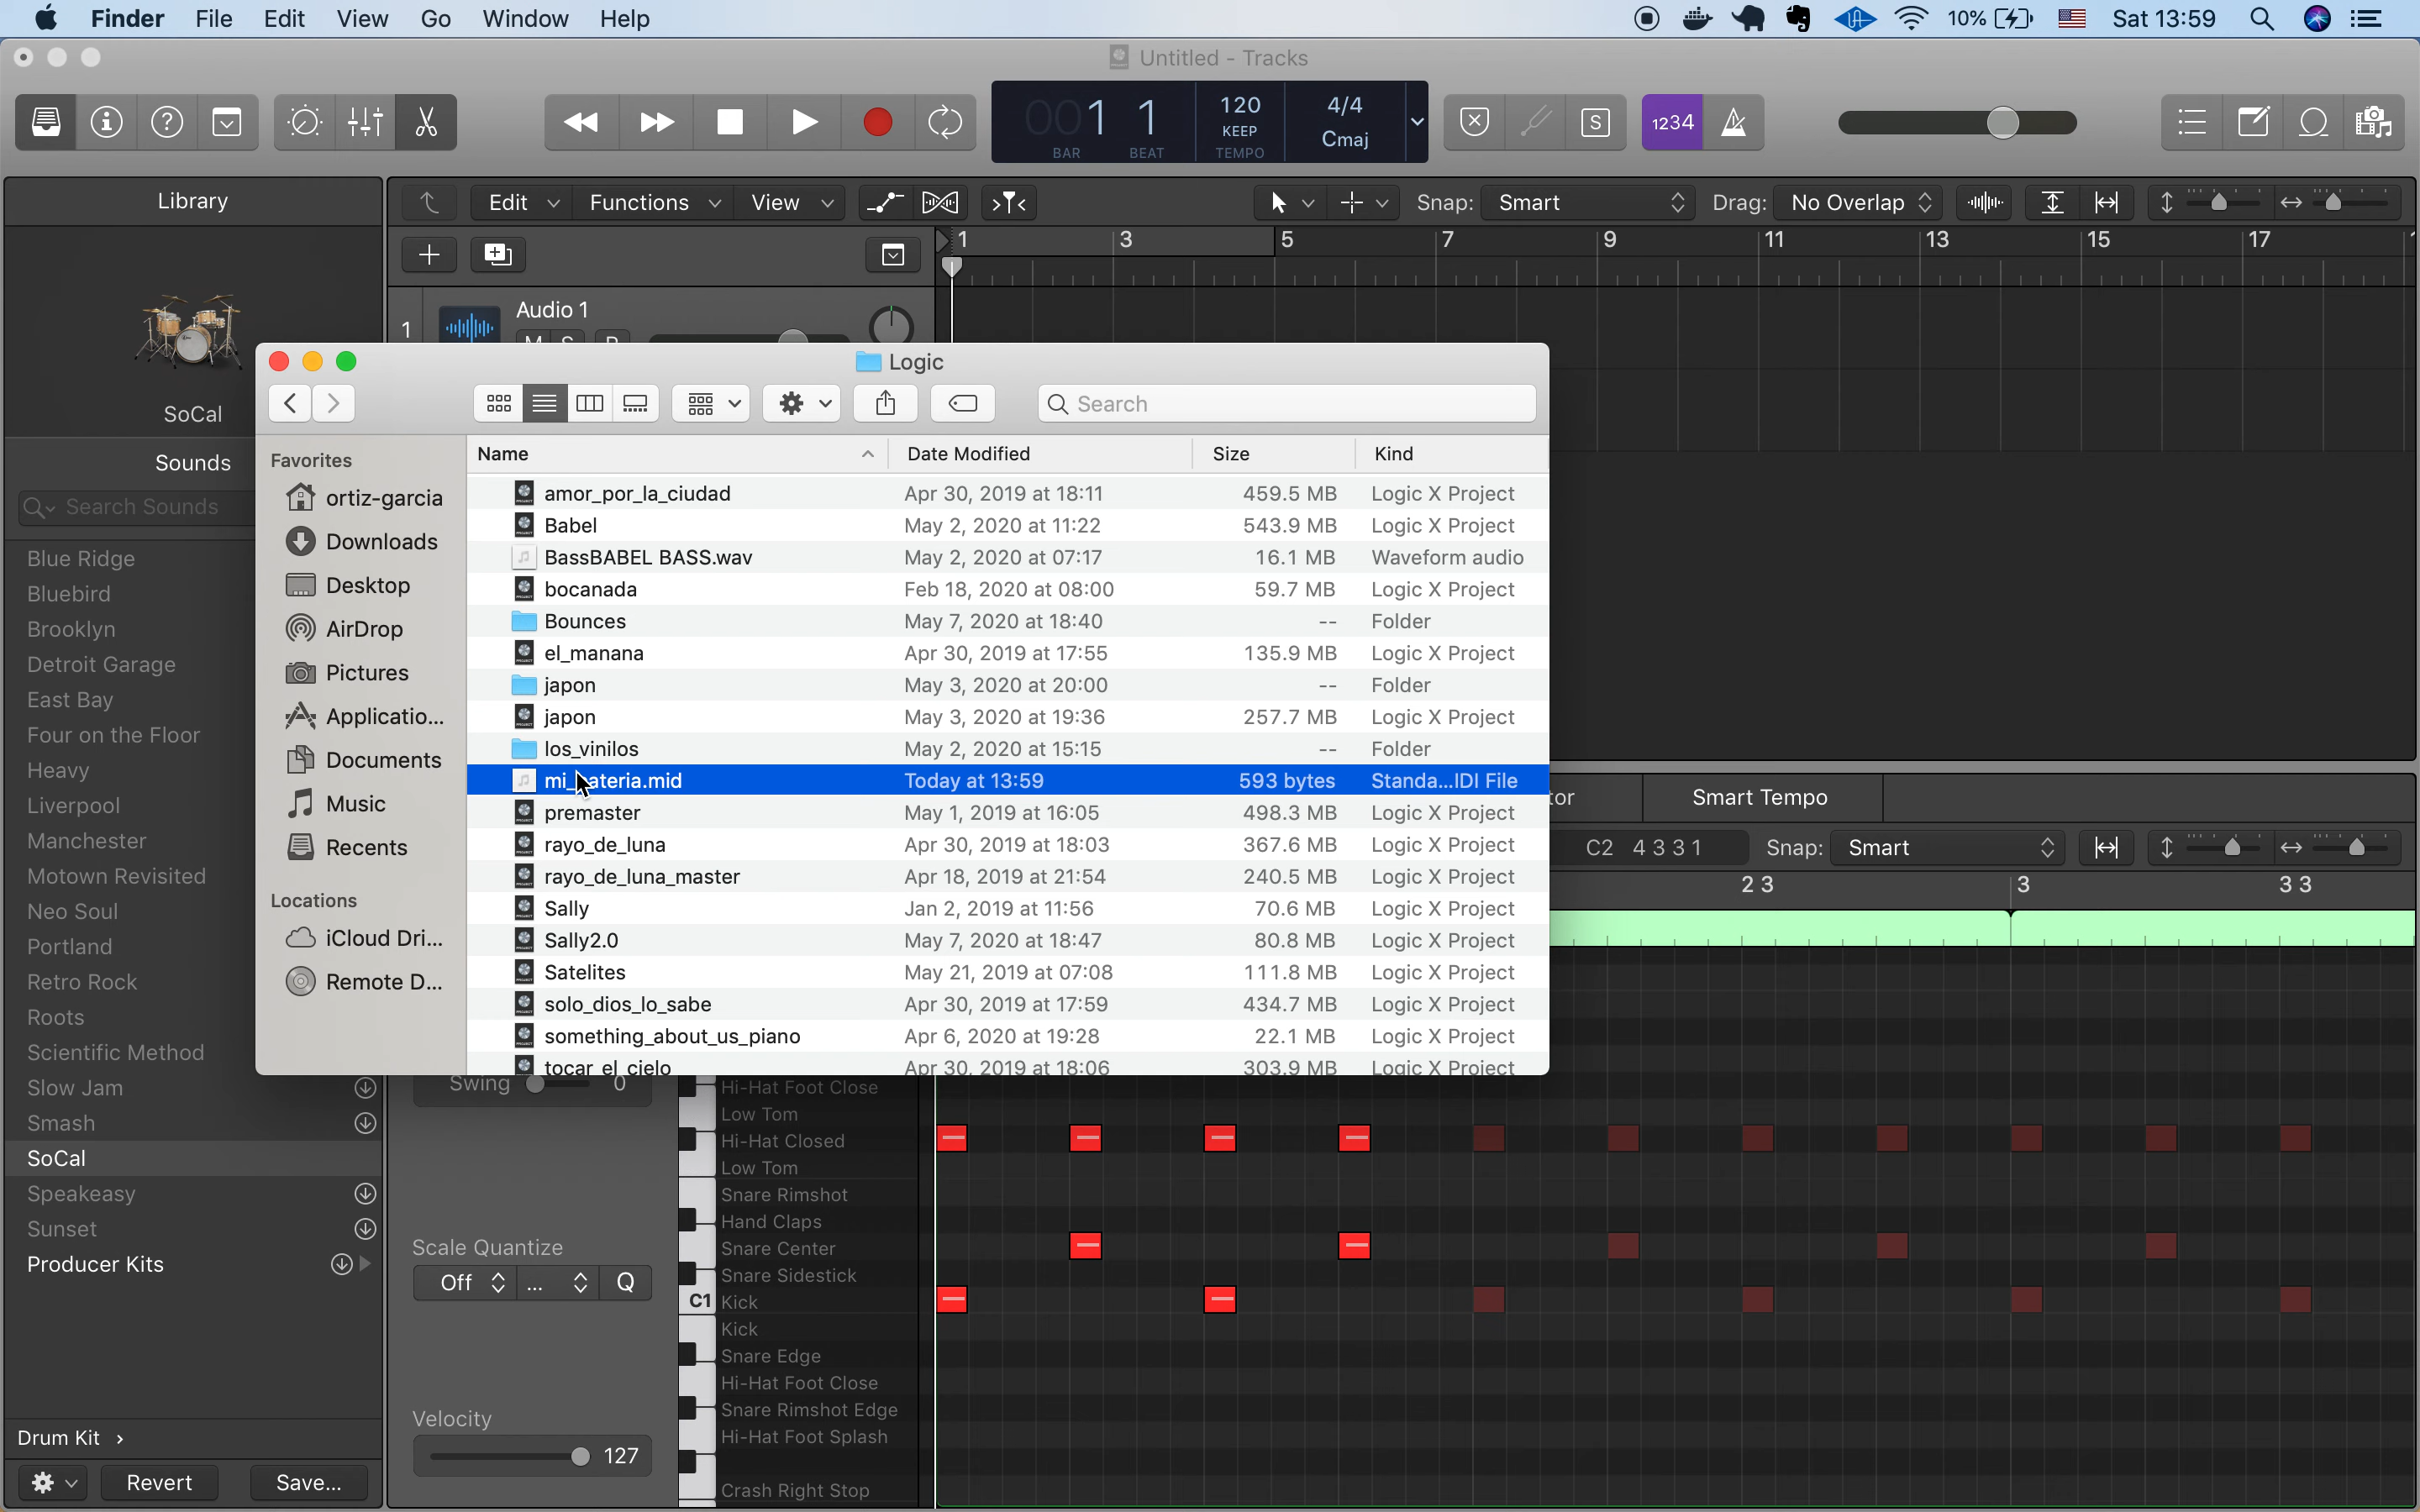 Finder File Edit View Go Window Help 10% Sat 13:59
Untitled - Tracks
001 1 120 4/4
KEEP Cmaj
BAR BEAT TEMPO
S 1234
Library
Edit Functions View Snap: Smart Drag: No Overlap
1 3 5 7 9 11 13 15 17
1 Audio 1
SoCal
Sounds
Search Sounds
Blue Ridge
Bluebird
Brooklyn
Detroit Garage
East Bay
Four on the Floor
Heavy
Liverpool
Manchester
Motown Revisited
Neo Soul
Portland
Retro Rock
Roots
Scientific Method
Slow Jam
Smash
SoCal
Speakeasy
Sunset
Producer Kits
Drum Kit
Revert Save...
Logic
Search
Favorites
ortiz-garcia
Downloads
Desktop
AirDrop
Pictures
Applicatio...
Documents
Music
Recents
Locations
iCloud Dri...
Remote D...
Name Date Modified Size Kind
amor_por_la_ciudad Apr 30, 2019 at 18:11 459.5 MB Logic X Project
Babel May 2, 2020 at 11:22 543.9 MB Logic X Project
BassBABEL BASS.wav May 2, 2020 at 07:17 16.1 MB Waveform audio
bocanada Feb 18, 2020 at 08:00 59.7 MB Logic X Project
Bounces May 7, 2020 at 18:40 -- Folder
el_manana Apr 30, 2019 at 17:55 135.9 MB Logic X Project
japon May 3, 2020 at 20:00 -- Folder
japon May 3, 2020 at 19:36 257.7 MB Logic X Project
los_vinilos May 2, 2020 at 15:15 -- Folder
mi_bateria.mid Today at 13:59 593 bytes Standa...IDI File
premaster May 1, 2019 at 16:05 498.3 MB Logic X Project
rayo_de_luna Apr 30, 2019 at 18:03 367.6 MB Logic X Project
rayo_de_luna_master Apr 18, 2019 at 21:54 240.5 MB Logic X Project
Sally Jan 2, 2019 at 11:56 70.6 MB Logic X Project
Sally2.0 May 7, 2020 at 18:47 80.8 MB Logic X Project
Satelites May 21, 2019 at 07:08 111.8 MB Logic X Project
solo_dios_lo_sabe Apr 30, 2019 at 17:59 434.7 MB Logic X Project
something_about_us_piano Apr 6, 2020 at 19:28 22.1 MB Logic X Project
tocar_el_cielo Apr 30, 2019 at 18:06 303.9 MB Logic X Project
Smart Tempo
C2 4 3 3 1 Snap: Smart
2 3 3 3 3
Swing 0
Scale Quantize
Off ... Q
Velocity
127
Hi-Hat Foot Close
Low Tom
Hi-Hat Closed
Low Tom
Snare Rimshot
Hand Claps
Snare Center
Snare Sidestick
C1 Kick
Kick
Snare Edge
Hi-Hat Foot Close
Snare Rimshot Edge
Hi-Hat Foot Splash
Crash Right Stop